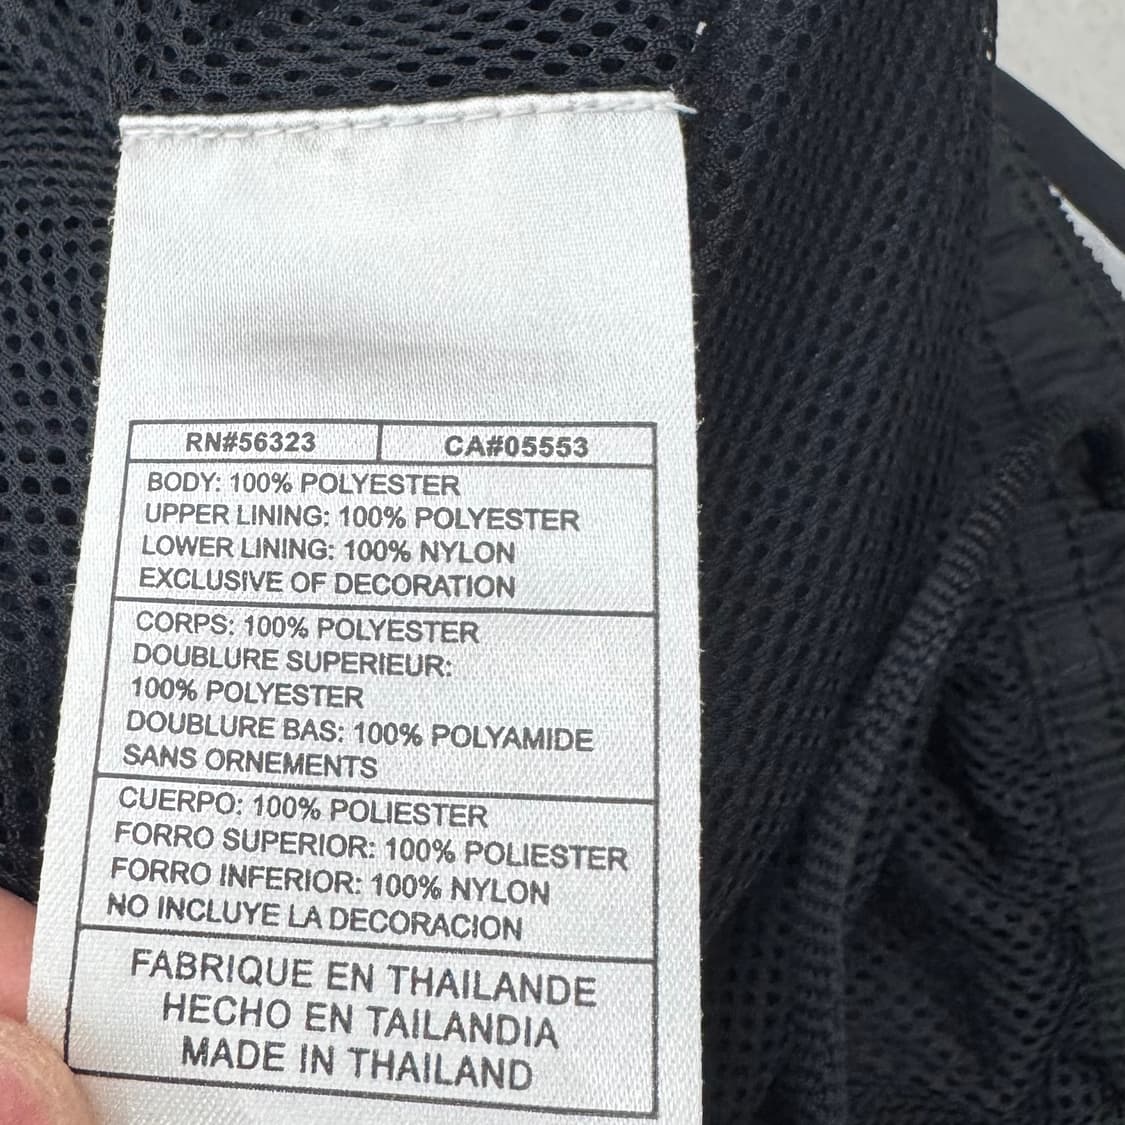 RN#56323 CA#05553
BODY: 100% POLYESTER
UPPER LINING: 100% POLYESTER
LOWER LINING: 100% NYLON
EXCLUSIVE OF DECORATION
CORPS: 100% POLYESTER
DOUBLURE SUPERIEUR:
100% POLYESTER
DOUBLURE BAS: 100% POLYAMIDE
SANS ORNEMENTS
CUERPO: 100% POLIESTER
FORRO SUPERIOR: 100% POLIESTER
FORRO INFERIOR: 100% NYLON
NO INCLUYE LA DECORACION
FABRIQUE EN THAILANDE
HECHO EN TAILANDIA
MADE IN THAILAND